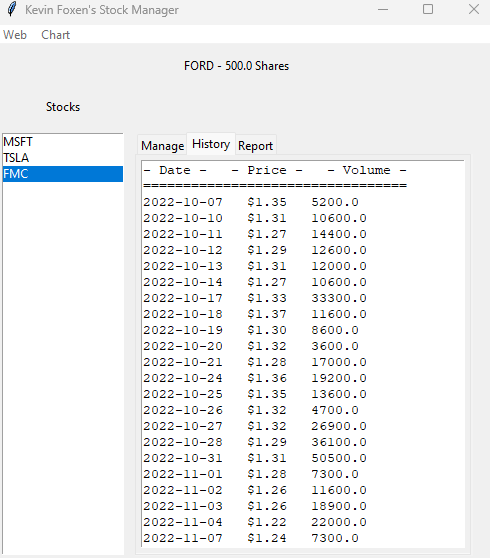 Kevin Foxen's Stock Manager
Web Chart
FORD - 500.0 Shares
Stocks
MSFT
TSLA
FMC
Manage History Report
- Date -   - Price -   - Volume -
=================================
2022-10-07   $1.35   5200.0
2022-10-10   $1.31   10600.0
2022-10-11   $1.27   14400.0
2022-10-12   $1.29   12600.0
2022-10-13   $1.31   12000.0
2022-10-14   $1.27   10600.0
2022-10-17   $1.33   33300.0
2022-10-18   $1.37   11600.0
2022-10-19   $1.30   8600.0
2022-10-20   $1.32   3600.0
2022-10-21   $1.28   17000.0
2022-10-24   $1.36   19200.0
2022-10-25   $1.35   13600.0
2022-10-26   $1.32   4700.0
2022-10-27   $1.32   26900.0
2022-10-28   $1.29   36100.0
2022-10-31   $1.31   50500.0
2022-11-01   $1.28   7300.0
2022-11-02   $1.26   11600.0
2022-11-03   $1.26   18900.0
2022-11-04   $1.22   22000.0
2022-11-07   $1.24   7300.0